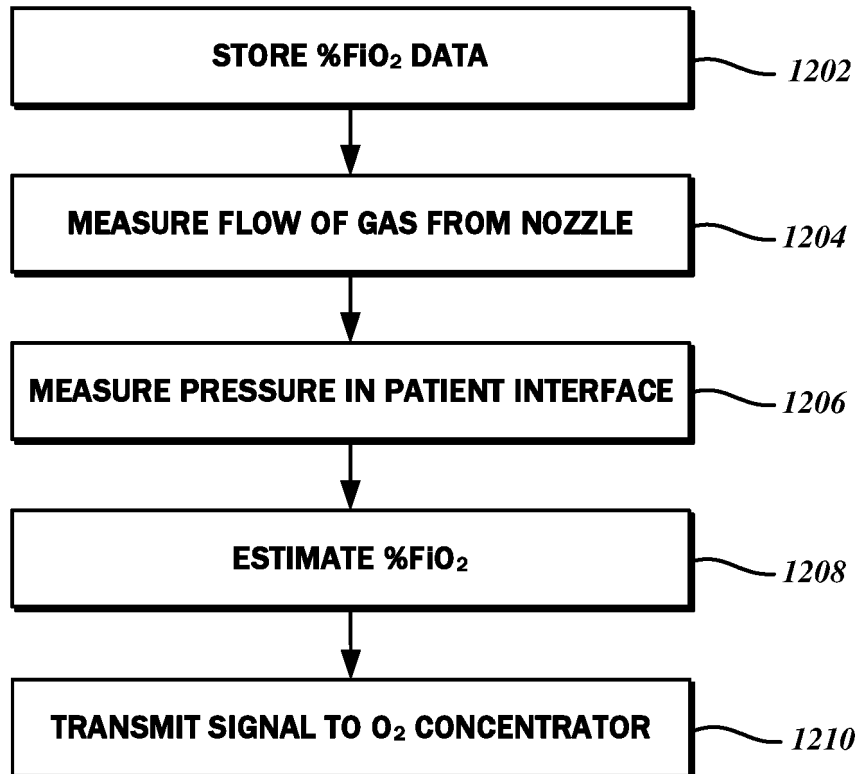 STORE %FiO₂ DATA
1202
MEASURE FLOW OF GAS FROM NOZZLE
1204
MEASURE PRESSURE IN PATIENT INTERFACE
1206
ESTIMATE %FiO₂
1208
TRANSMIT SIGNAL TO O₂ CONCENTRATOR
1210